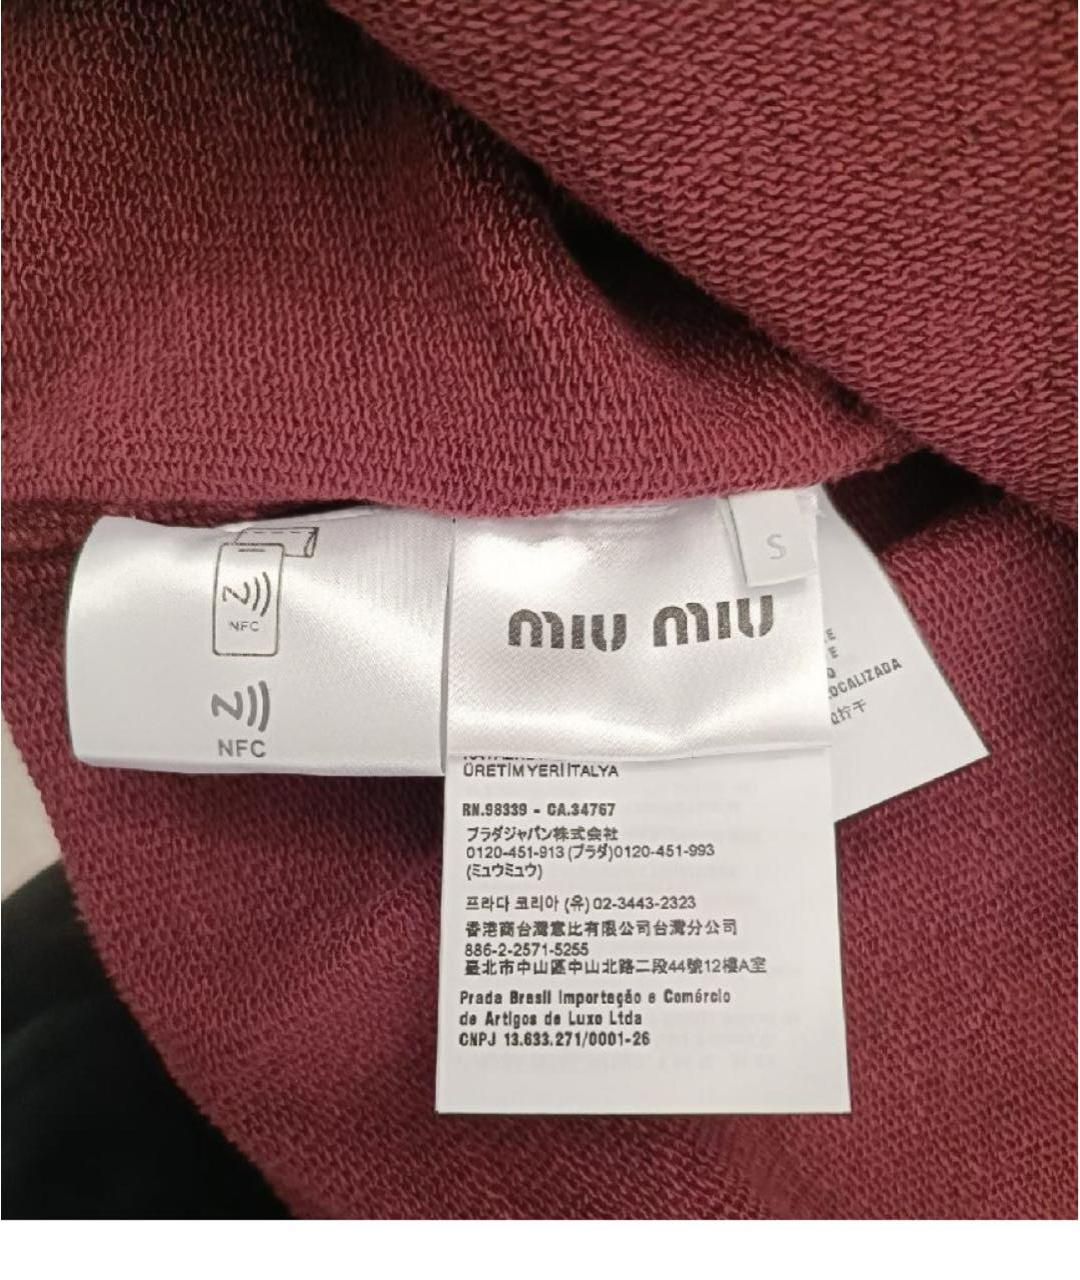 S
NFC
NFC
miu miu
ÜRETİM YERİ İTALYA
RN.98339 - CA.34767
プラダジャパン株式会社
0120-451-913 (プラダ)0120-451-993
(ミュウミュウ)
프라다 코리아 (유) 02-3443-2323
香港商台灣意比有限公司台灣分公司
886-2-2571-5255
臺北市中山區中山北路二段44號12樓A室
Prada Brasil Importação e Comércio
de Artigos de Luxo Ltda
CNPJ 13.633.271/0001-26